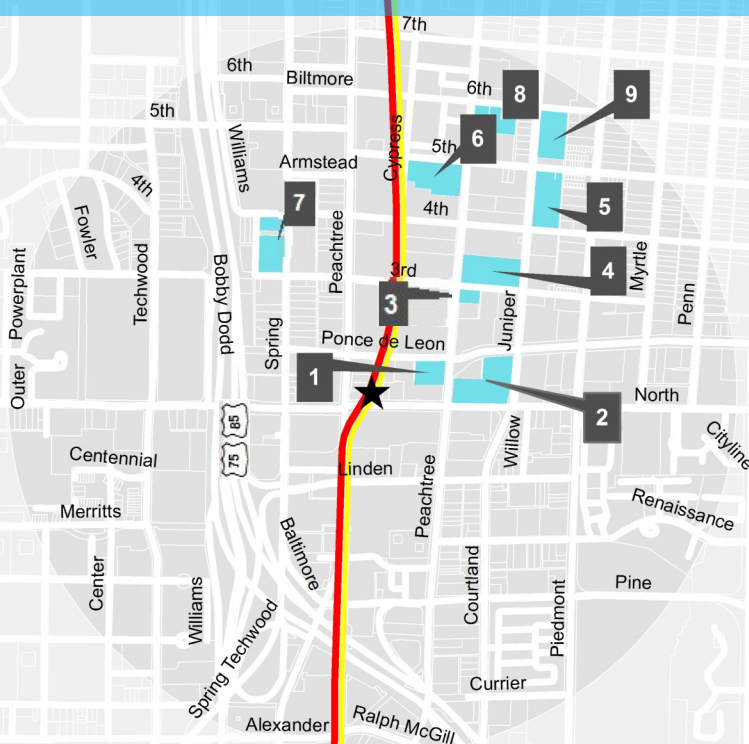 7th
6th
Biltmore
6th
8
9
5th
Williams
Cypress
5th
6
Armstead
4th
7
4th
5
Fowler
Peachtree
Powerplant
Techwood
Bobby Dodd
3rd
4
Myrtle
3
Penn
Juniper
Spring
Ponce de Leon
Outer
1
North
2
85
75
Willow
Cityline
Centennial
Linden
Peachtree
Merritts
Renaissance
Baltimore
Center
Williams
Courtland
Piedmont
Pine
Spring Techwood
Currier
Alexander
Ralph McGill